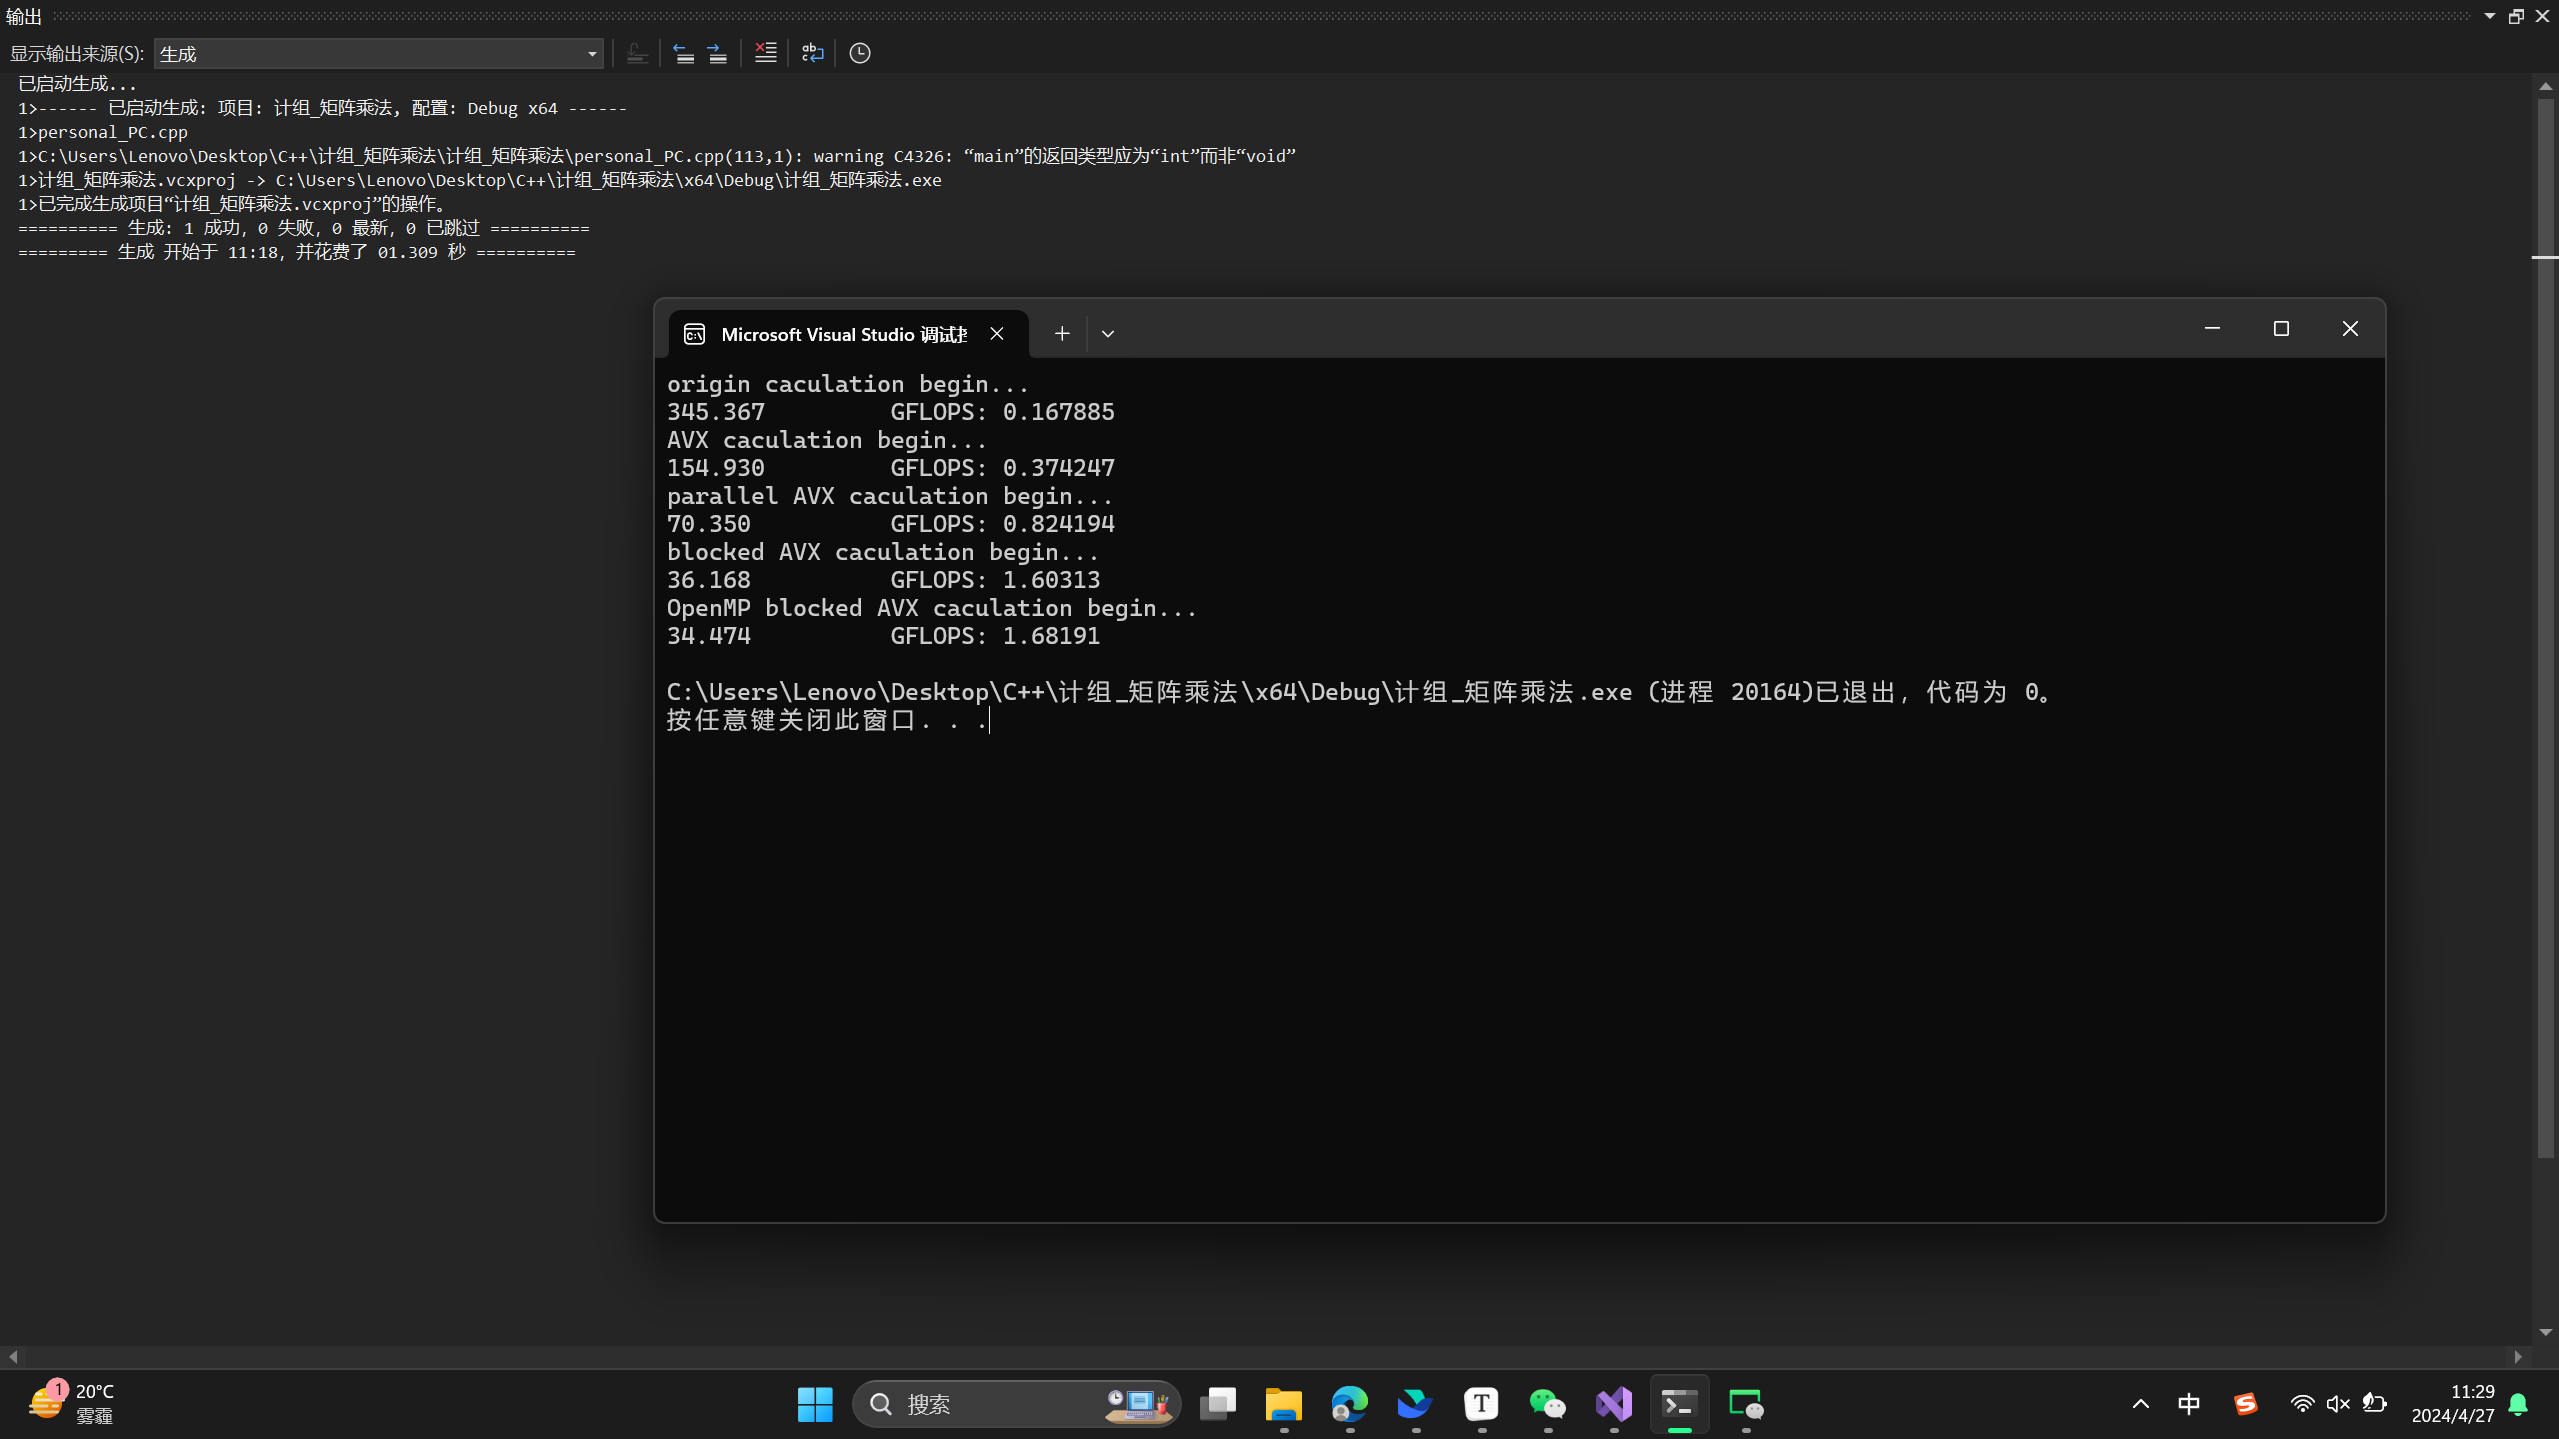 输出
显示输出来源(S): 生成
已启动生成...
1>------ 已启动生成: 项目: 计组_矩阵乘法, 配置: Debug x64 ------
1>personal_PC.cpp
1>C:\Users\Lenovo\Desktop\C++\计组_矩阵乘法\计组_矩阵乘法\personal_PC.cpp(113,1): warning C4326: “main”的返回类型应为“int”而非“void”
1>计组_矩阵乘法.vcxproj -> C:\Users\Lenovo\Desktop\C++\计组_矩阵乘法\x64\Debug\计组_矩阵乘法.exe
1>已完成生成项目“计组_矩阵乘法.vcxproj”的操作。
========== 生成: 1 成功, 0 失败, 0 最新, 0 已跳过 ==========
========= 生成 开始于 11:18, 并花费了 01.309 秒 ==========
Microsoft Visual Studio 调试
origin caculation begin...
345.367 GFLOPS: 0.167885
AVX caculation begin...
154.930 GFLOPS: 0.374247
parallel AVX caculation begin...
70.350 GFLOPS: 0.824194
blocked AVX caculation begin...
36.168 GFLOPS: 1.60313
OpenMP blocked AVX caculation begin...
34.474 GFLOPS: 1.68191
C:\Users\Lenovo\Desktop\C++\计组_矩阵乘法\x64\Debug\计组_矩阵乘法.exe (进程 20164)已退出, 代码为 0。
按任意键关闭此窗口. . .
1
20°C
雾霾
搜索
中
11:29
2024/4/27